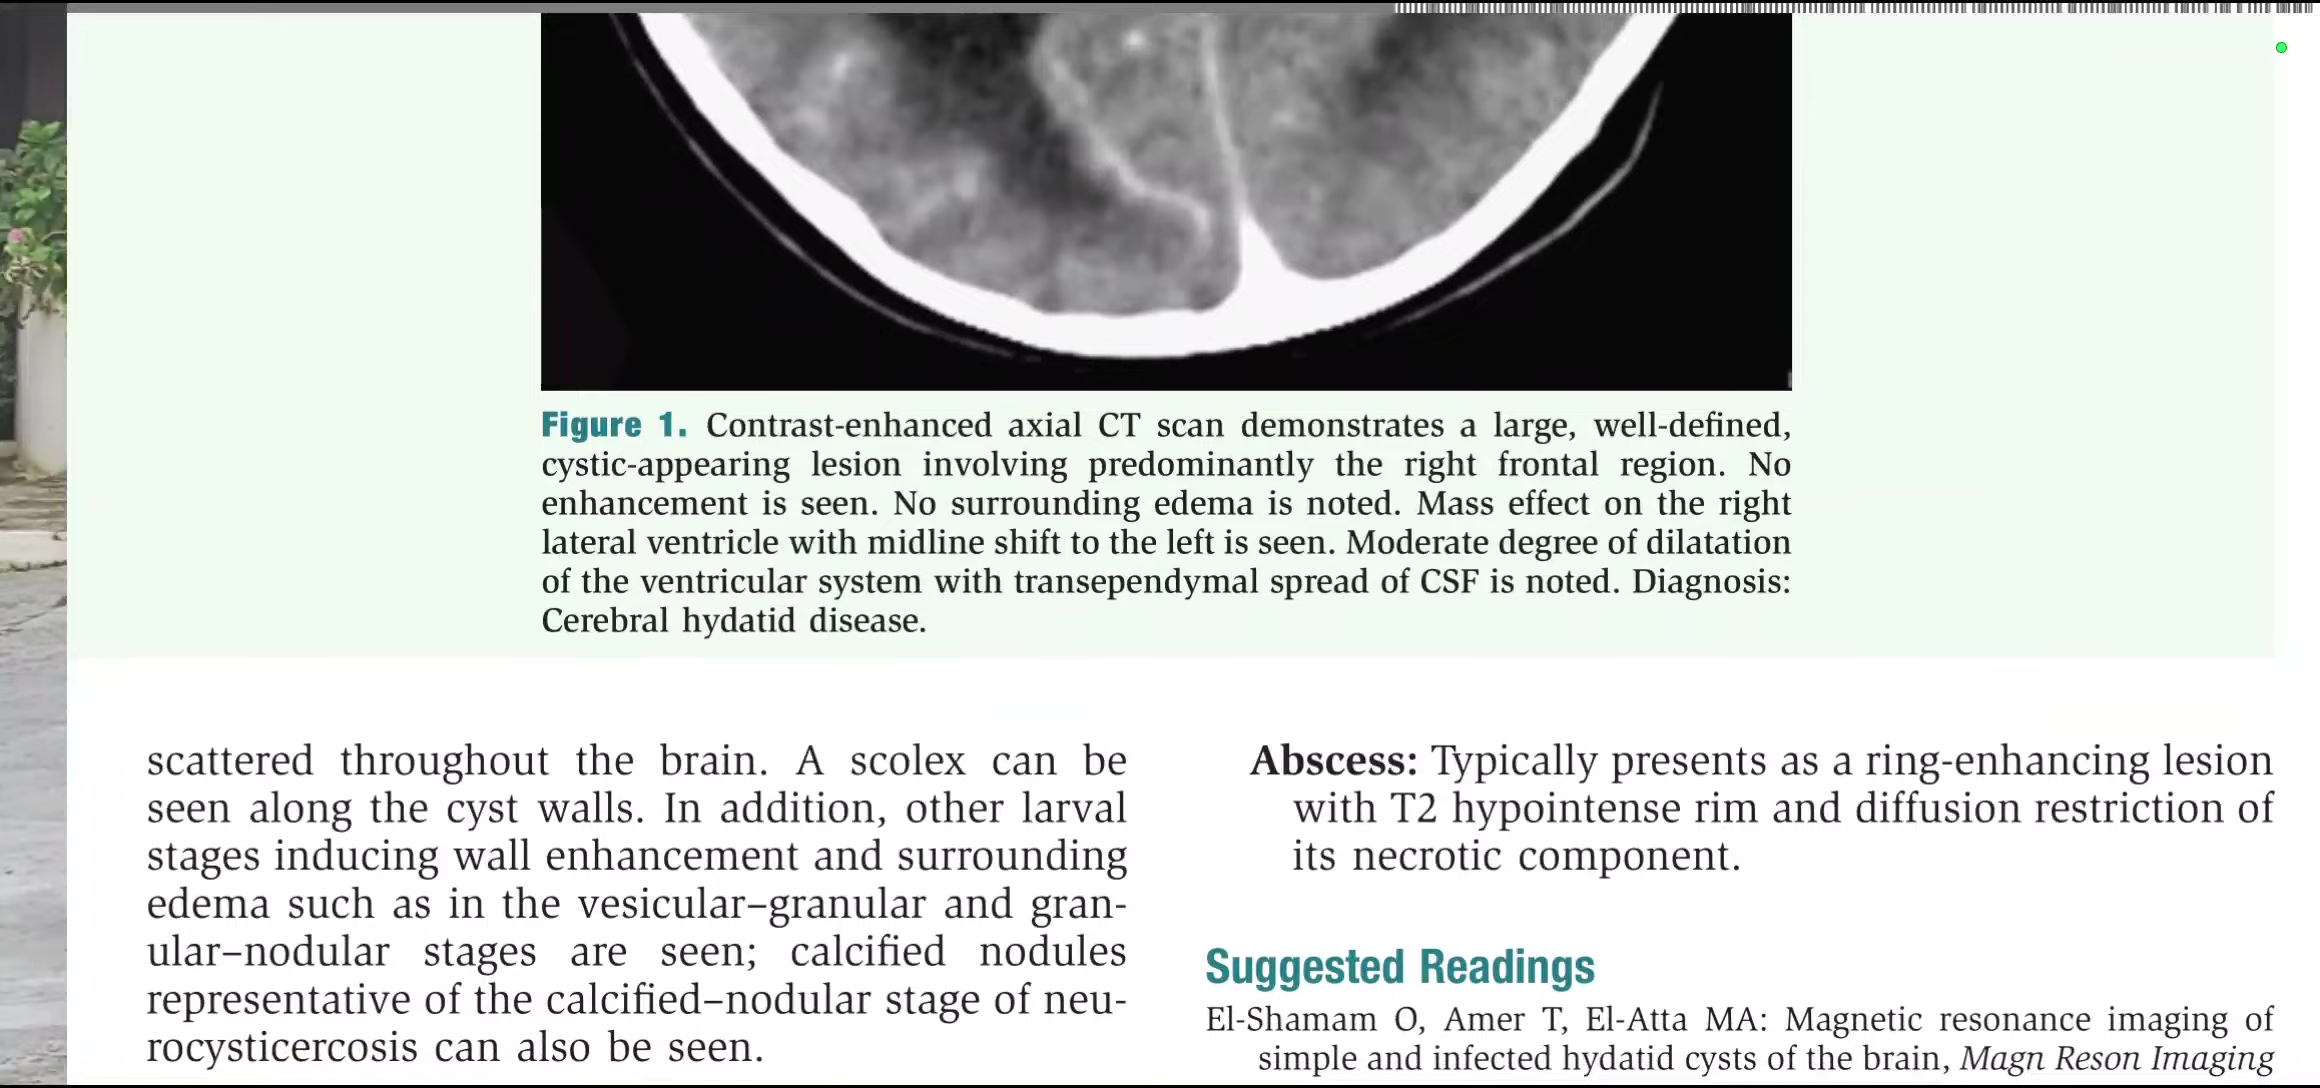 Figure 1. Contrast-enhanced axial CT scan demonstrates a large, well-defined,
cystic-appearing lesion involving predominantly the right frontal region. No
enhancement is seen. No surrounding edema is noted. Mass effect on the right
lateral ventricle with midline shift to the left is seen. Moderate degree of dilatation
of the ventricular system with transependymal spread of CSF is noted. Diagnosis:
Cerebral hydatid disease.
scattered throughout the brain. A scolex can be
seen along the cyst walls. In addition, other larval
stages inducing wall enhancement and surrounding
edema such as in the vesicular–granular and gran-
ular–nodular stages are seen; calcified nodules
representative of the calcified–nodular stage of neu-
rocysticercosis can also be seen.
Abscess: Typically presents as a ring-enhancing lesion
with T2 hypointense rim and diffusion restriction of
its necrotic component.
Suggested Readings
El-Shamam O, Amer T, El-Atta MA: Magnetic resonance imaging of
simple and infected hydatid cysts of the brain, Magn Reson Imaging